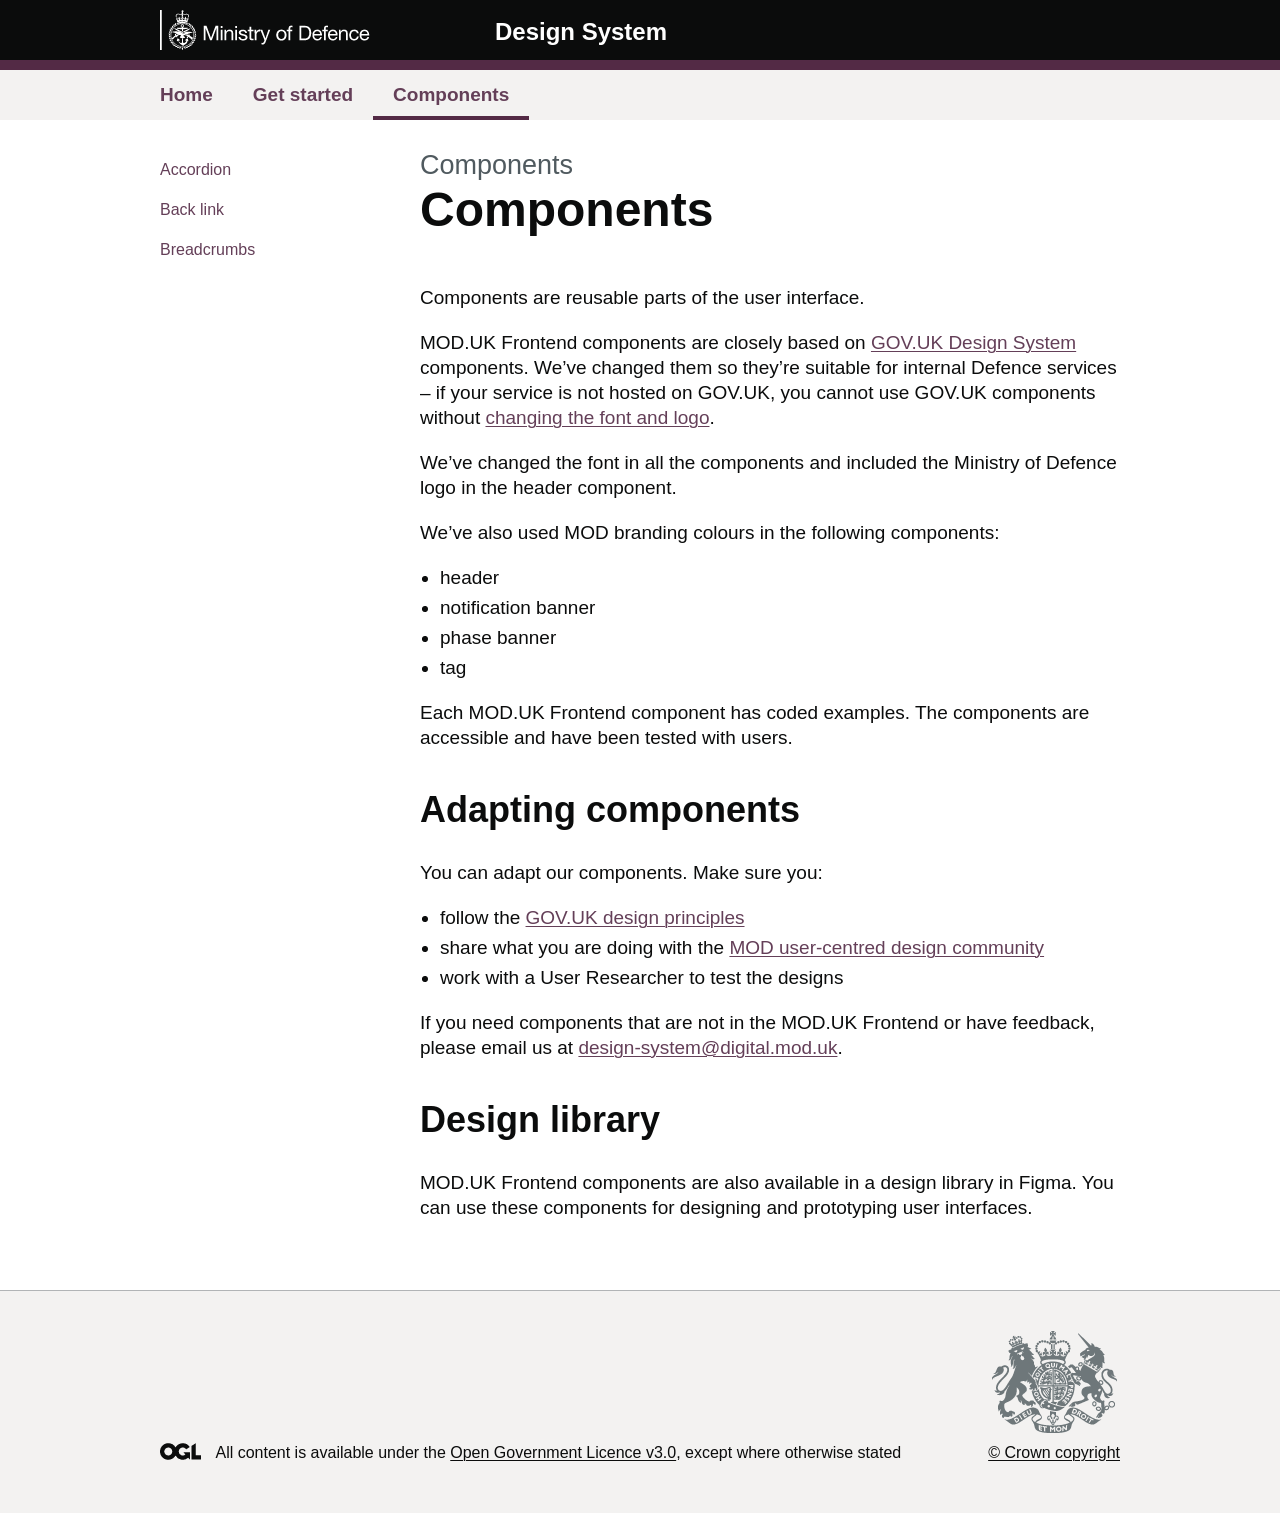 Ministry of Defence
Design System
Home
Get started
Components
Accordion
Back link
Breadcrumbs
Components
Components
Components are reusable parts of the user interface.
MOD.UK Frontend components are closely based on GOV.UK Design System
components. We’ve changed them so they’re suitable for internal Defence services
– if your service is not hosted on GOV.UK, you cannot use GOV.UK components
without changing the font and logo.
We’ve changed the font in all the components and included the Ministry of Defence
logo in the header component.
We’ve also used MOD branding colours in the following components:
• header
• notification banner
• phase banner
• tag
Each MOD.UK Frontend component has coded examples. The components are
accessible and have been tested with users.
Adapting components
You can adapt our components. Make sure you:
• follow the GOV.UK design principles
• share what you are doing with the MOD user-centred design community
• work with a User Researcher to test the designs
If you need components that are not in the MOD.UK Frontend or have feedback,
please email us at design-system@digital.mod.uk.
Design library
MOD.UK Frontend components are also available in a design library in Figma. You
can use these components for designing and prototyping user interfaces.
OGL All content is available under the Open Government Licence v3.0, except where otherwise stated
© Crown copyright